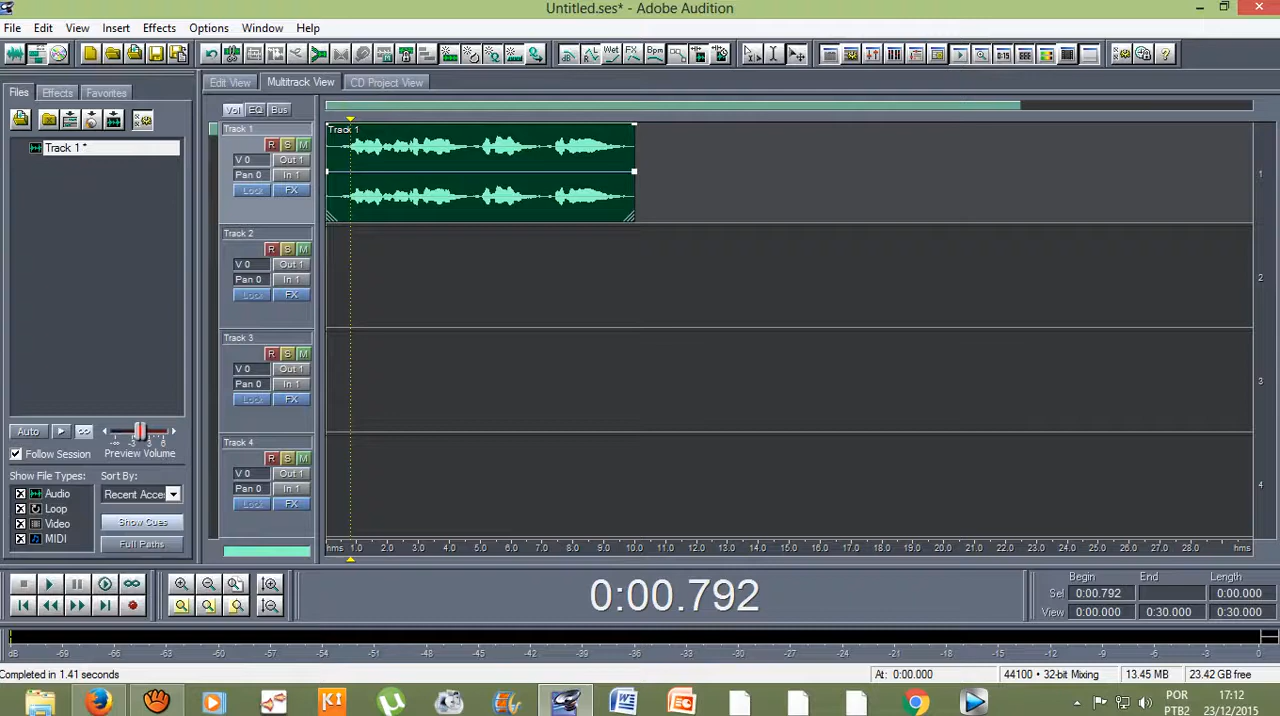 Untitled.ses* - Adobe Audition
File Edit View Insert Effects Options Window Help
Files Effects Favorites
Edit View Multitrack View CD Project View
Vol EQ Bus
Track 1 *
Track 1
R S M
V 0 Out 1
Pan 0 In 1
Lock FX
Track 1
1
Track 2
R S M
V 0 Out 1
Pan 0 In 1
Lock FX
2
Track 3
R S M
V 0 Out 1
Pan 0 In 1
Lock FX
3
Track 4
R S M
V 0 Out 1
Pan 0 In 1
Lock FX
4
Auto
-∞ -3 3 6
Follow Session Preview Volume
Show File Types: Sort By:
Audio
Loop
Video
MIDI
Recent Acce
Show Cues
Full Paths
hms 1.0 2.0 3.0 4.0 5.0 6.0 7.0 8.0 9.0 10.0 11.0 12.0 13.0 14.0 15.0 16.0 17.0 18.0 19.0 20.0 21.0 22.0 23.0 24.0 25.0 26.0 27.0 28.0 hms
0:00.792
Begin End Length
Sel 0:00.792 0:00.000
View 0:00.000 0:30.000 0:30.000
dB -69 -66 -63 -60 -57 -54 -51 -48 -45 -42 -39 -36 -33 -30 -27 -24 -21 -18 -15 -12 -9 -6 -3 0
Completed in 1.41 seconds At: 0:00.000 44100 • 32-bit Mixing 13.45 MB 23.42 GB free
POR 17:12
PTB2 23/12/2015